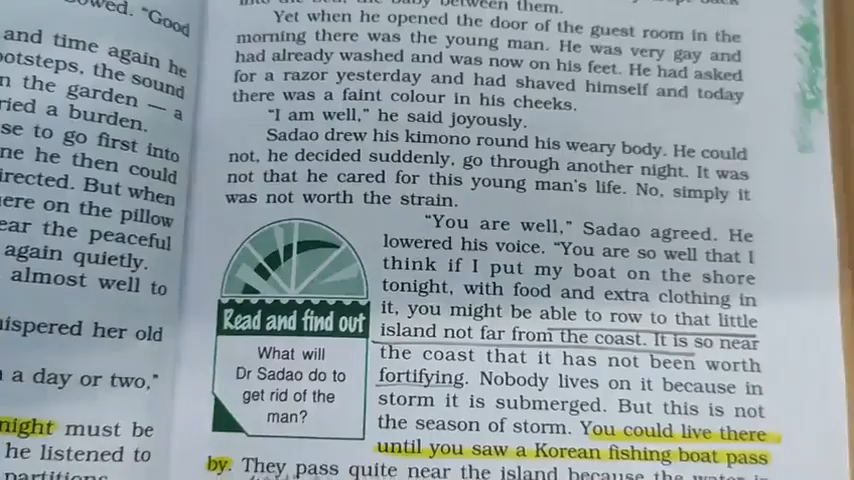 owed. "Good
and time again he
ootsteps, the sound
n the garden — a
ried a burden.
se to go first into
ne he then could
irected. But when
ere on the pillow
ear the peaceful
again quietly.
almost well to
ispered her old
a day or two,"
night must be
he listened to
partitions
between them.
Yet when he opened the door of the guest room in the
morning there was the young man. He was very gay and
had already washed and was now on his feet. He had asked
for a razor yesterday and had shaved himself and today
there was a faint colour in his cheeks.
"I am well," he said joyously.
Sadao drew his kimono round his weary body. He could
not, he decided suddenly, go through another night. It was
not that he cared for this young man's life. No, simply it
was not worth the strain.
"You are well," Sadao agreed. He
lowered his voice. "You are so well that I
think if I put my boat on the shore
tonight, with food and extra clothing in
it, you might be able to row to that little
island not far from the coast. It is so near
the coast that it has not been worth
fortifying. Nobody lives on it because in
storm it is submerged. But this is not
the season of storm. You could live there
until you saw a Korean fishing boat pass
by. They pass quite near the island because the water
Read and find out
What will
Dr Sadao do to
get rid of the
man?